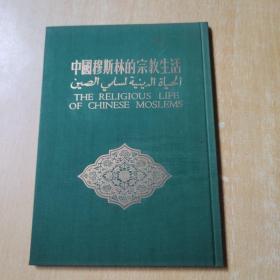 中國穆斯林的宗教生活
الحياة الدينية لمسلمي الصين
THE RELIGIOUS LIFE
OF CHINESE MOSLEMS